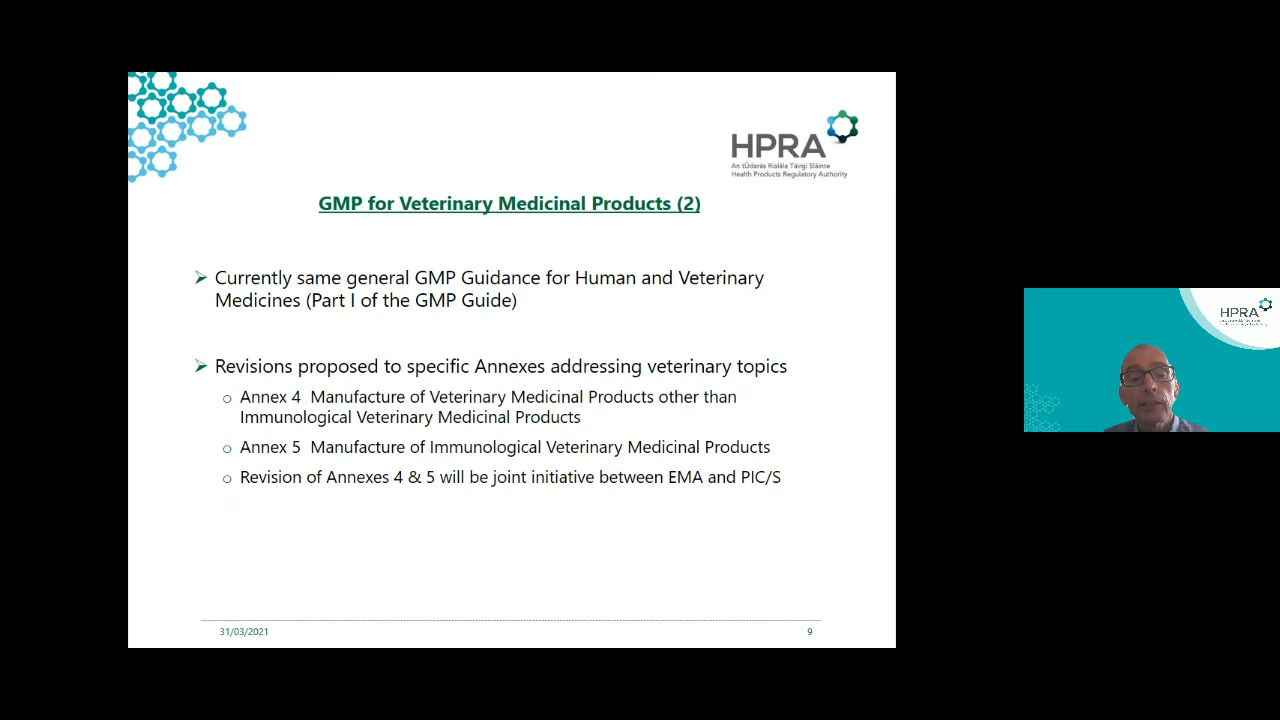 HPRA
An tÚdarás Rialála Táirgí Sláinte
Health Products Regulatory Authority
GMP for Veterinary Medicinal Products (2)
Currently same general GMP Guidance for Human and Veterinary
Medicines (Part I of the GMP Guide)
Revisions proposed to specific Annexes addressing veterinary topics
Annex 4 Manufacture of Veterinary Medicinal Products other than
Immunological Veterinary Medicinal Products
Annex 5 Manufacture of Immunological Veterinary Medicinal Products
Revision of Annexes 4 & 5 will be joint initiative between EMA and PIC/S
31/03/2021
9
HPRA